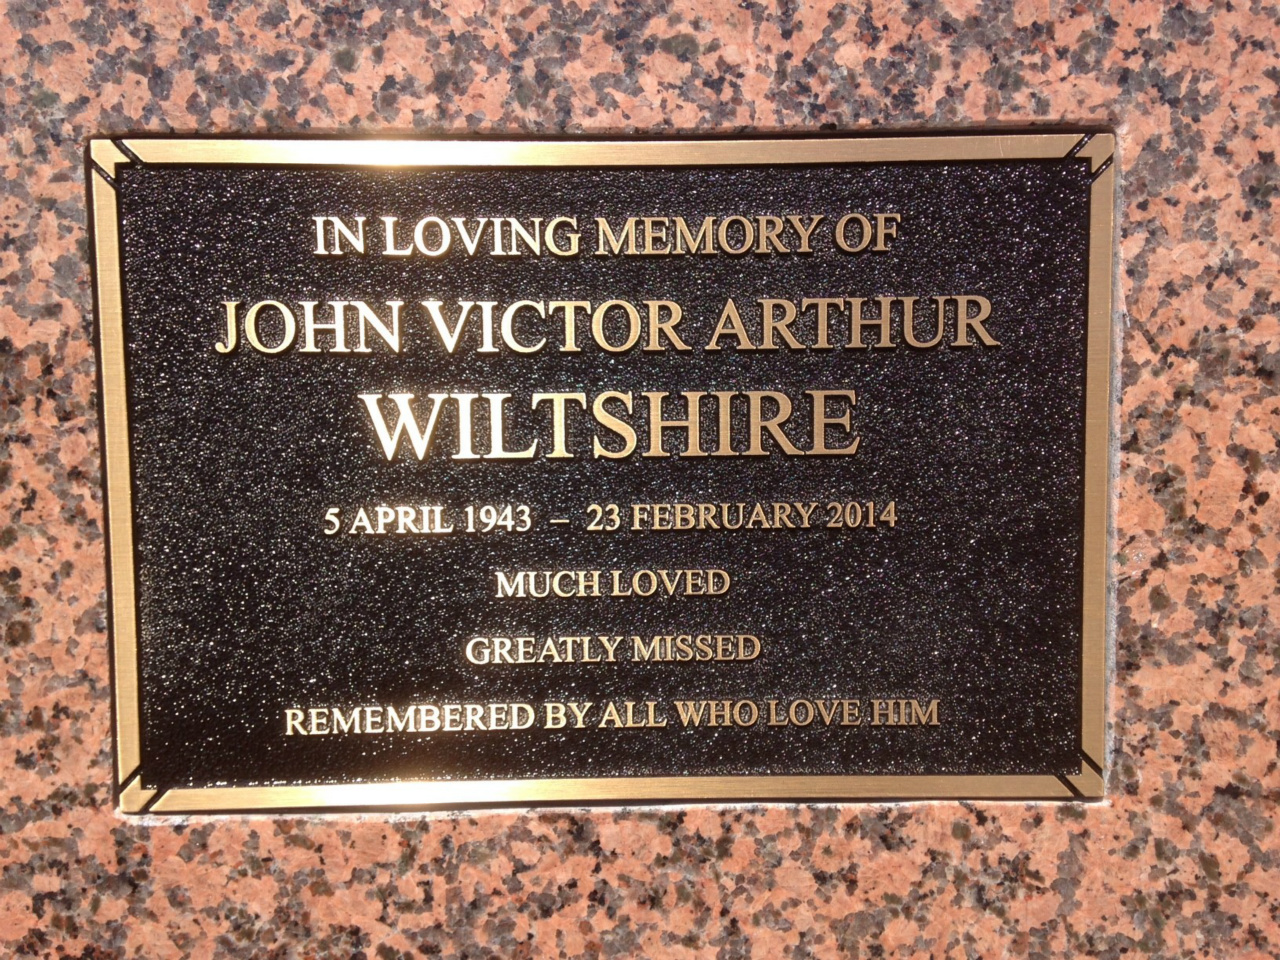 IN LOVING MEMORY OF
JOHN VICTOR ARTHUR
WILTSHIRE
5 APRIL 1943 – 23 FEBRUARY 2014
MUCH LOVED
GREATLY MISSED
REMEMBERED BY ALL WHO LOVE HIM